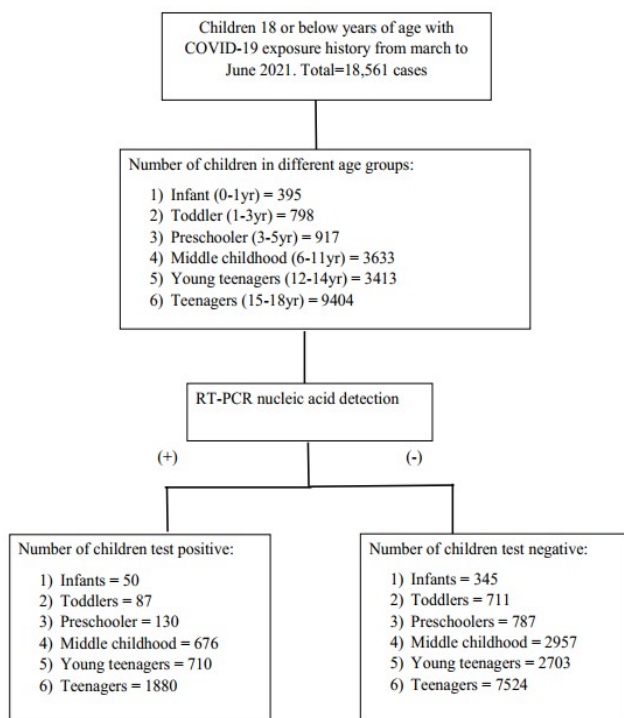 Children 18 or below years of age with
COVID-19 exposure history from march to
June 2021. Total=18,561 cases
Number of children in different age groups:
1) Infant (0-1yr) = 395
2) Toddler (1-3yr) = 798
3) Preschooler (3-5yr) = 917
4) Middle childhood (6-11yr) = 3633
5) Young teenagers (12-14yr) = 3413
6) Teenagers (15-18yr) = 9404
RT-PCR nucleic acid detection
(+)
(-)
Number of children test positive:
1) Infants = 50
2) Toddlers = 87
3) Preschooler = 130
4) Middle childhood = 676
5) Young teenagers = 710
6) Teenagers = 1880
Number of children test negative:
1) Infants = 345
2) Toddlers = 711
3) Preschoolers = 787
4) Middle childhood = 2957
5) Young teenagers = 2703
6) Teenagers = 7524